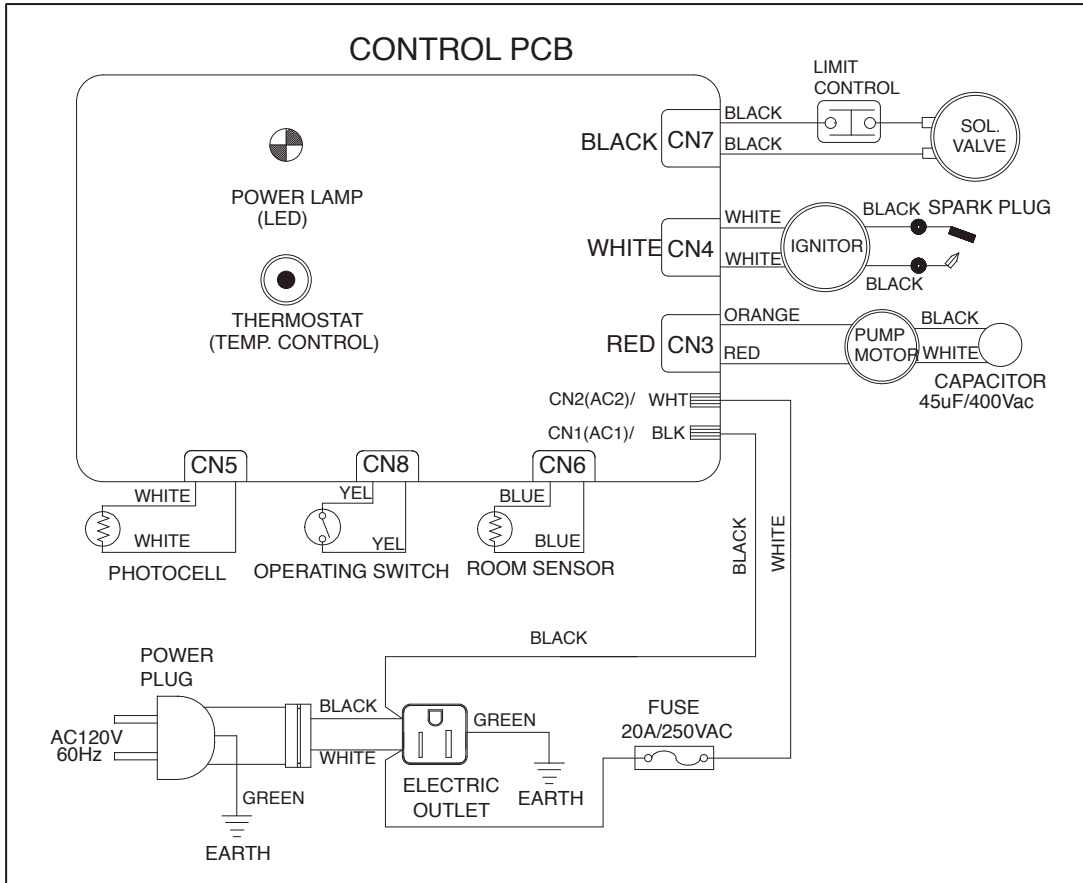 CONTROL PCB
LIMIT
CONTROL
BLACK
BLACK CN7
BLACK
SOL.
VALVE
POWER LAMP
(LED)
WHITE
BLACK
SPARK PLUG
WHITE CN4
WHITE
IGNITOR
BLACK
THERMOSTAT
(TEMP. CONTROL)
ORANGE
RED CN3
RED
PUMP
MOTOR
BLACK
WHITE
CAPACITOR
45uF/400Vac
CN2(AC2)/ WHT
CN1(AC1)/ BLK
CN5
CN8
CN6
WHITE
WHITE
PHOTOCELL
YEL
YEL
OPERATING SWITCH
BLUE
BLUE
ROOM SENSOR
BLACK
WHITE
BLACK
POWER
PLUG
AC120V
60Hz
BLACK
WHITE
GREEN
EARTH
GREEN
EARTH
ELECTRIC
OUTLET
FUSE
20A/250VAC